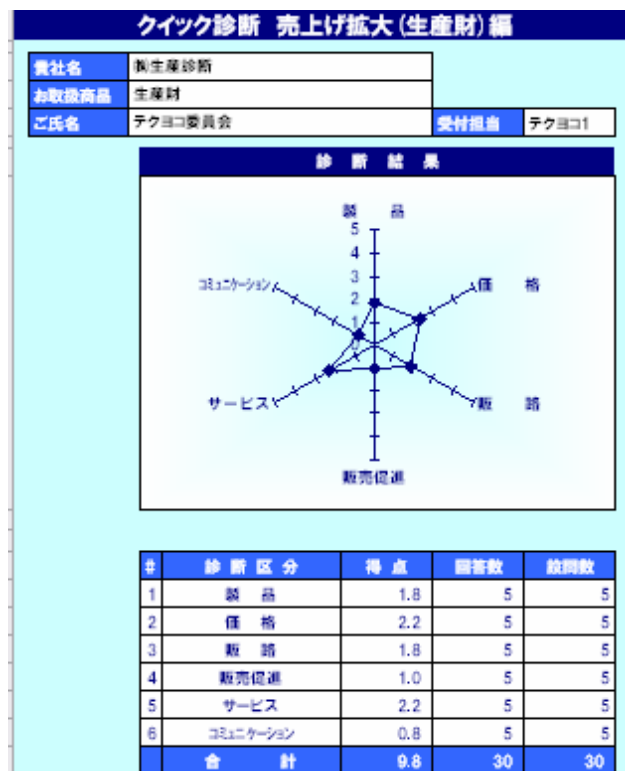 クイック診断 売上げ拡大(生産財)編
貴社名 ㈱生産診断
お取扱商品 生産財
ご氏名 テクヨコ委員会 受付担当 テクヨコ1
診 断 結 果
製 品
5
4
3
2
1
0
コミュニケーション
価 格
サービス
販 路
販売促進
# 診 断 区 分 得 点 回答数 設問数
1 製 品 1.8 5 5
2 価 格 2.2 5 5
3 販 路 1.8 5 5
4 販売促進 1.0 5 5
5 サービス 2.2 5 5
6 コミュニケーション 0.8 5 5
合 計 9.8 30 30